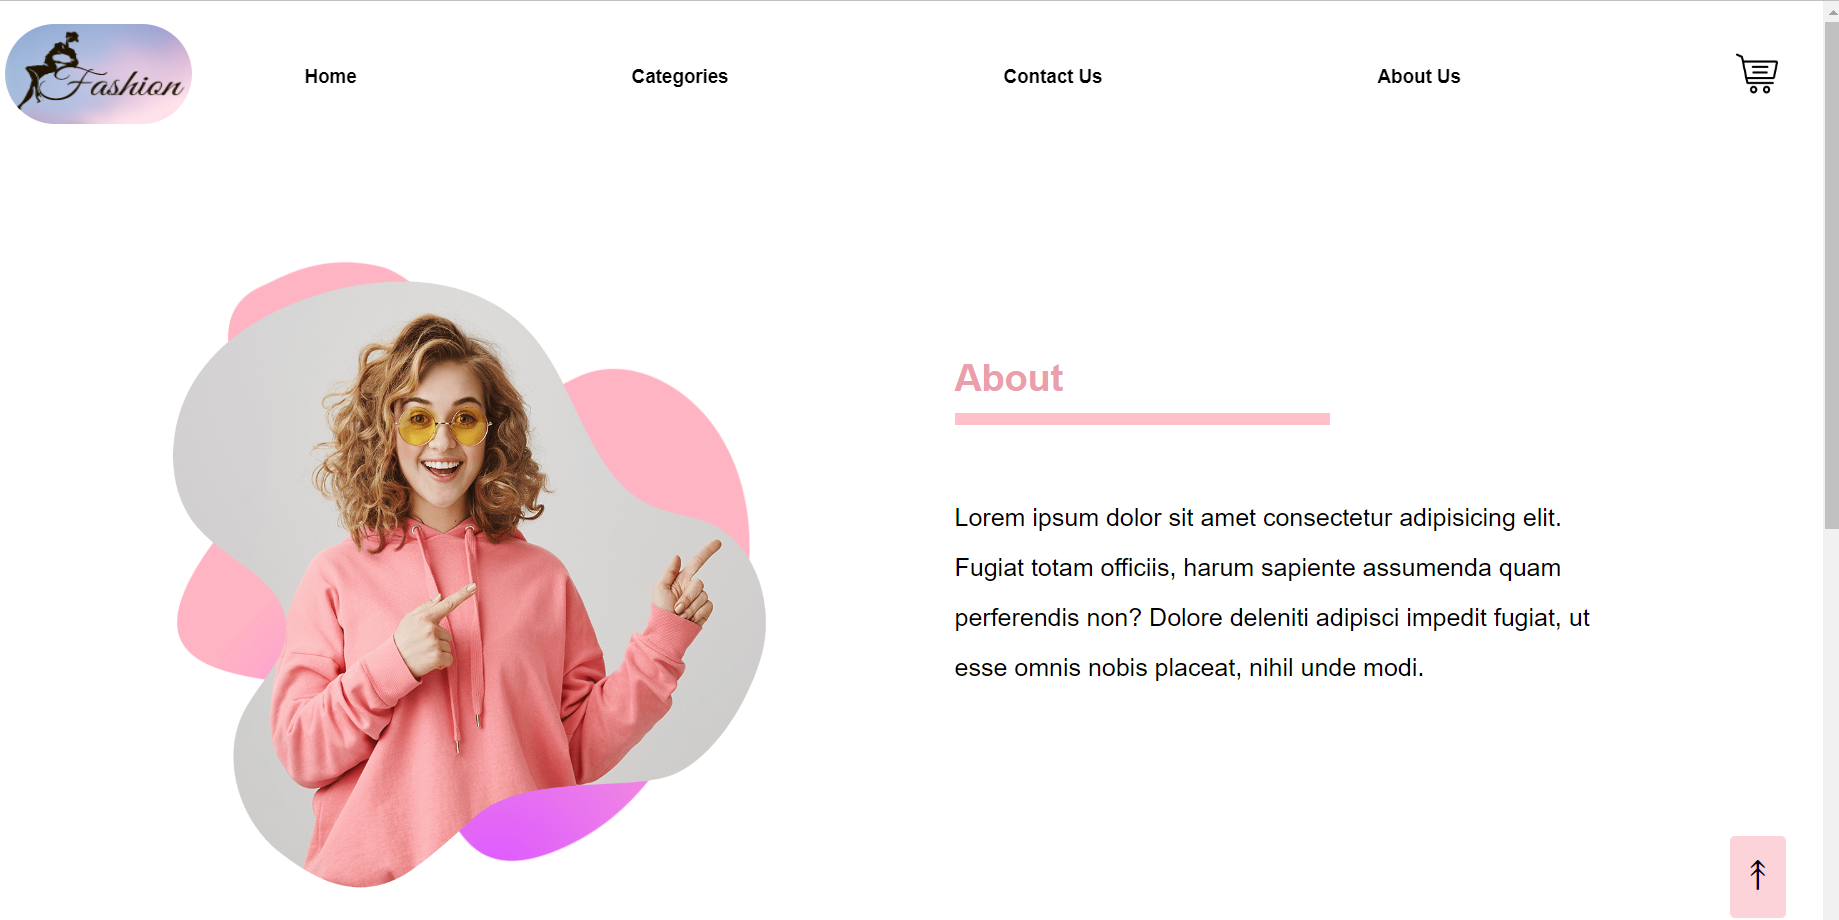 Fashion
Home
Categories
Contact Us
About Us
About
Lorem ipsum dolor sit amet consectetur adipisicing elit.
Fugiat totam officiis, harum sapiente assumenda quam
perferendis non? Dolore deleniti adipisci impedit fugiat, ut
esse omnis nobis placeat, nihil unde modi.